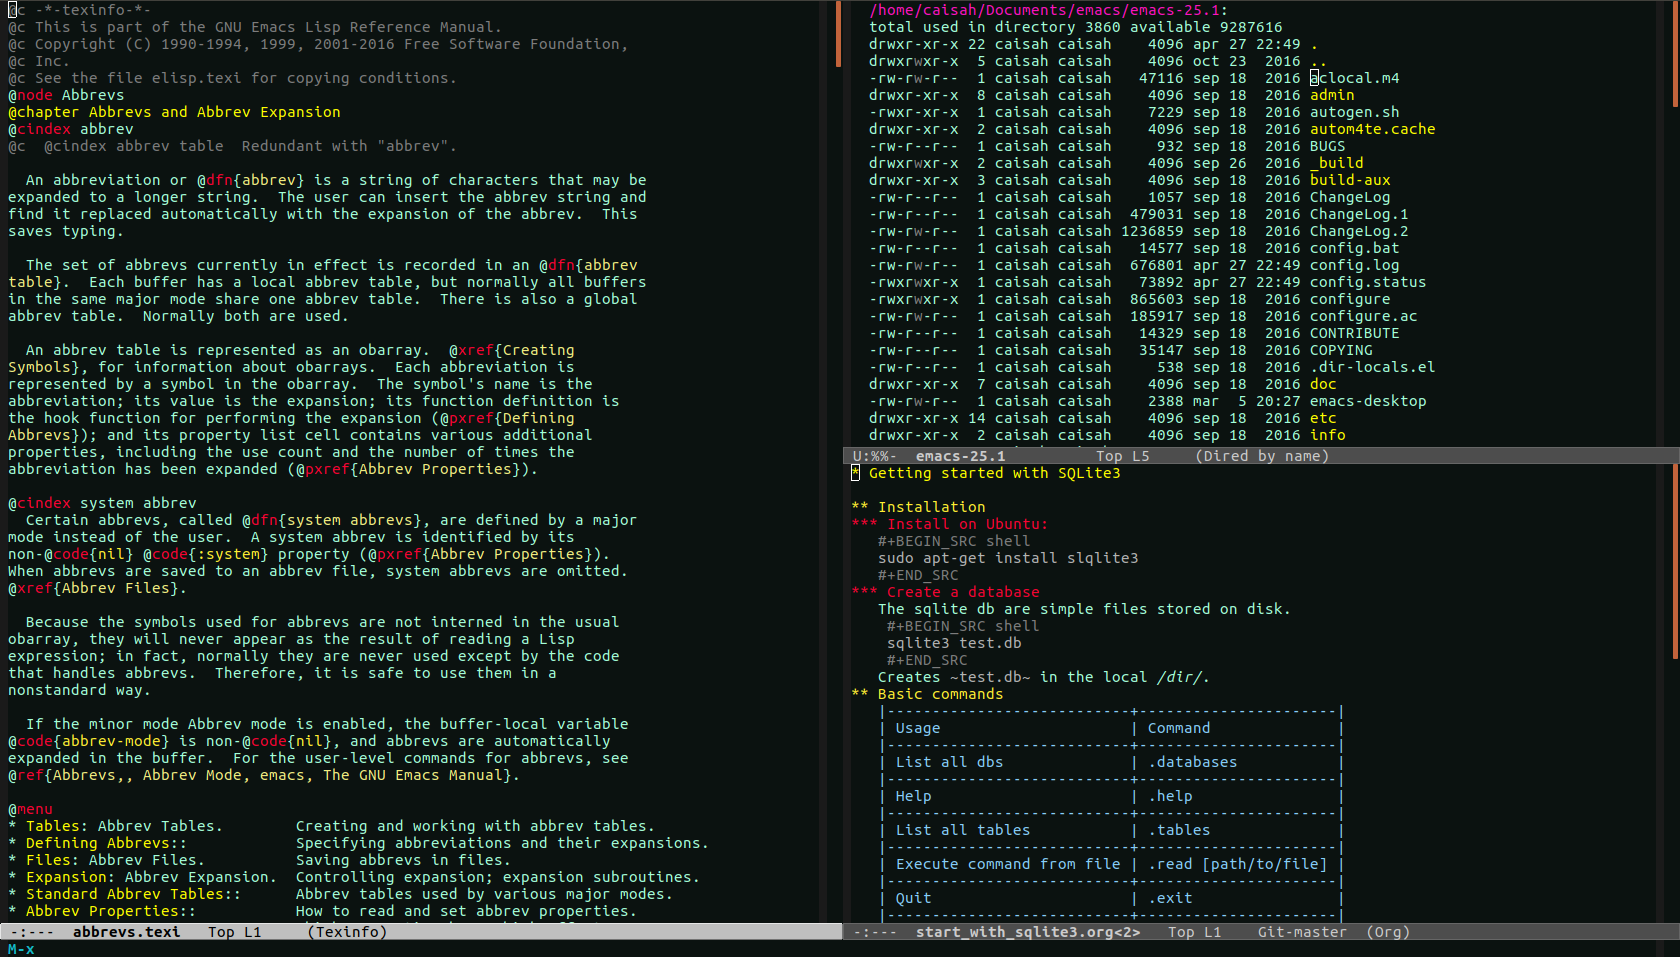 @c -*-texinfo-*-
@c This is part of the GNU Emacs Lisp Reference Manual.
@c Copyright (C) 1990-1994, 1999, 2001-2016 Free Software Foundation,
@c Inc.
@c See the file elisp.texi for copying conditions.
@node Abbrevs
@chapter Abbrevs and Abbrev Expansion
@cindex abbrev
@c  @cindex abbrev table  Redundant with "abbrev".

  An abbreviation or @dfn{abbrev} is a string of characters that may be
expanded to a longer string.  The user can insert the abbrev string and
find it replaced automatically with the expansion of the abbrev.  This
saves typing.

  The set of abbrevs currently in effect is recorded in an @dfn{abbrev
table}.  Each buffer has a local abbrev table, but normally all buffers
in the same major mode share one abbrev table.  There is also a global
abbrev table.  Normally both are used.

  An abbrev table is represented as an obarray.  @xref{Creating
Symbols}, for information about obarrays.  Each abbreviation is
represented by a symbol in the obarray.  The symbol's name is the
abbreviation; its value is the expansion; its function definition is
the hook function for performing the expansion (@pxref{Defining
Abbrevs}); and its property list cell contains various additional
properties, including the use count and the number of times the
abbreviation has been expanded (@pxref{Abbrev Properties}).

@cindex system abbrev
  Certain abbrevs, called @dfn{system abbrevs}, are defined by a major
mode instead of the user.  A system abbrev is identified by its
non-@code{nil} @code{:system} property (@pxref{Abbrev Properties}).
When abbrevs are saved to an abbrev file, system abbrevs are omitted.
@xref{Abbrev Files}.

  Because the symbols used for abbrevs are not interned in the usual
obarray, they will never appear as the result of reading a Lisp
expression; in fact, normally they are never used except by the code
that handles abbrevs.  Therefore, it is safe to use them in a
nonstandard way.

  If the minor mode Abbrev mode is enabled, the buffer-local variable
@code{abbrev-mode} is non-@code{nil}, and abbrevs are automatically
expanded in the buffer.  For the user-level commands for abbrevs, see
@ref{Abbrevs,, Abbrev Mode, emacs, The GNU Emacs Manual}.

@menu
* Tables: Abbrev Tables.        Creating and working with abbrev tables.
* Defining Abbrevs::            Specifying abbreviations and their expansions.
* Files: Abbrev Files.          Saving abbrevs in files.
* Expansion: Abbrev Expansion.  Controlling expansion; expansion subroutines.
* Standard Abbrev Tables::      Abbrev tables used by various major modes.
* Abbrev Properties::           How to read and set abbrev properties.
-:---  abbrevs.texi   Top L1     (Texinfo)
M-x
/home/caisah/Documents/emacs/emacs-25.1:
total used in directory 3860 available 9287616
drwxr-xr-x 22 caisah caisah    4096 apr 27 22:49 .
drwxrwxr-x  5 caisah caisah    4096 oct 23  2016 ..
-rw-rw-r--  1 caisah caisah   47116 sep 18  2016 aclocal.m4
drwxr-xr-x  8 caisah caisah    4096 sep 18  2016 admin
-rwxr-xr-x  1 caisah caisah    7229 sep 18  2016 autogen.sh
drwxr-xr-x  2 caisah caisah    4096 sep 18  2016 autom4te.cache
-rw-r--r--  1 caisah caisah     932 sep 18  2016 BUGS
drwxrwxr-x  2 caisah caisah    4096 sep 26  2016 _build
drwxr-xr-x  3 caisah caisah    4096 sep 18  2016 build-aux
-rw-r--r--  1 caisah caisah    1057 sep 18  2016 ChangeLog
-rw-r--r--  1 caisah caisah  479031 sep 18  2016 ChangeLog.1
-rw-rw-r--  1 caisah caisah 1236859 sep 18  2016 ChangeLog.2
-rw-r--r--  1 caisah caisah   14577 sep 18  2016 config.bat
-rw-rw-r--  1 caisah caisah  676801 apr 27 22:49 config.log
-rwxrwxr-x  1 caisah caisah   73892 apr 27 22:49 config.status
-rwxrwxr-x  1 caisah caisah  865603 sep 18  2016 configure
-rw-rw-r--  1 caisah caisah  185917 sep 18  2016 configure.ac
-rw-r--r--  1 caisah caisah   14329 sep 18  2016 CONTRIBUTE
-rw-r--r--  1 caisah caisah   35147 sep 18  2016 COPYING
-rw-r--r--  1 caisah caisah     538 sep 18  2016 .dir-locals.el
drwxr-xr-x  7 caisah caisah    4096 sep 18  2016 doc
-rw-rw-r--  1 caisah caisah    2388 mar  5 20:27 emacs-desktop
drwxr-xr-x 14 caisah caisah    4096 sep 18  2016 etc
drwxr-xr-x  2 caisah caisah    4096 sep 18  2016 info
U:%%-  emacs-25.1          Top L5     (Dired by name)
* Getting started with SQLite3

** Installation
*** Install on Ubuntu:
   #+BEGIN_SRC shell
   sudo apt-get install slqlite3
   #+END_SRC
*** Create a database
   The sqlite db are simple files stored on disk.
    #+BEGIN_SRC shell
    sqlite3 test.db
    #+END_SRC
   Creates ~test.db~ in the local /dir/.
** Basic commands
   |---------------------------+----------------------|
   | Usage                     | Command              |
   |---------------------------+----------------------|
   | List all dbs              | .databases           |
   |---------------------------+----------------------|
   | Help                      | .help                |
   |---------------------------+----------------------|
   | List all tables           | .tables              |
   |---------------------------+----------------------|
   | Execute command from file | .read [path/to/file] |
   |---------------------------+----------------------|
   | Quit                      | .exit                |
   |---------------------------+----------------------|
-:---  start_with_sqlite3.org<2>   Top L1    Git-master  (Org)